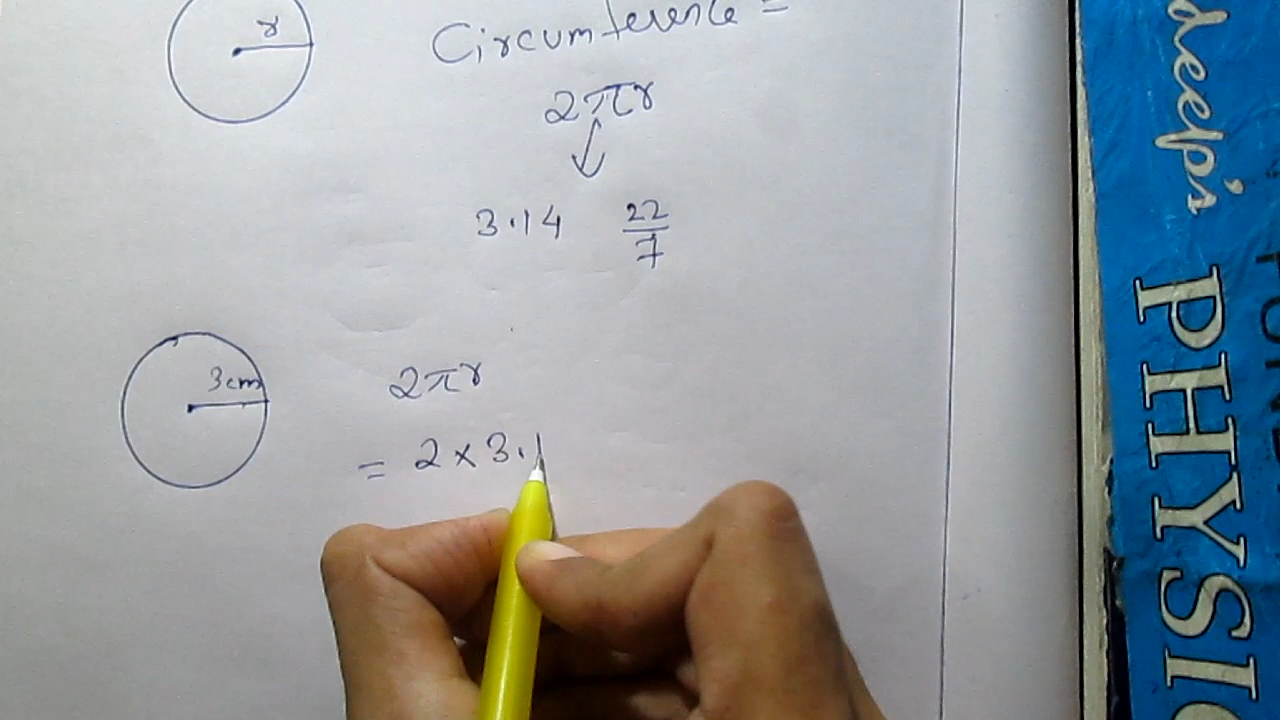 r
Circumference =
2πr
3.14 22/7
3cm
2πr
= 2 × 3.1
deep's
PHYSIC